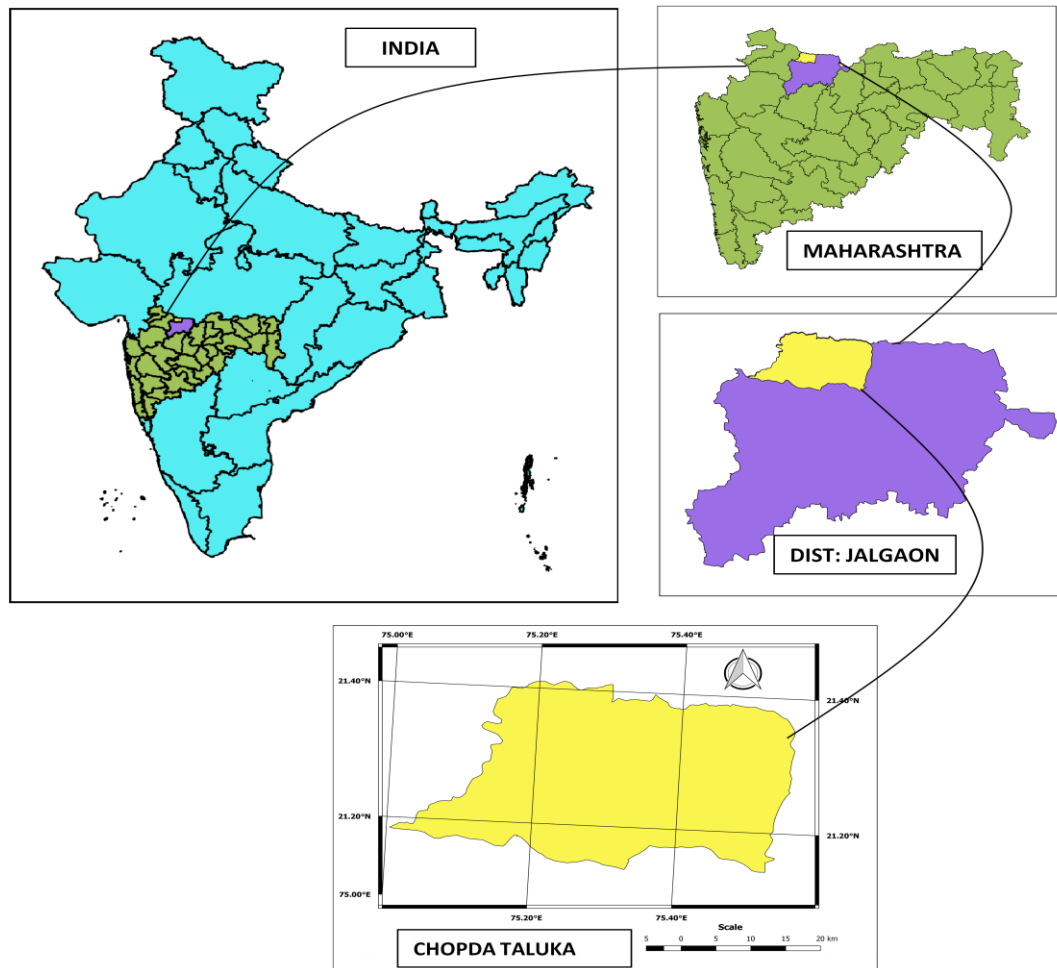 INDIA
MAHARASHTRA
DIST: JALGAON
75.00°E 75.20°E 75.40°E
21.40°N
21.40°N
21.20°N
21.20°N
75.00°E
75.20°E 75.40°E
CHOPDA TALUKA
Scale
5 0 5 10 15 20 km